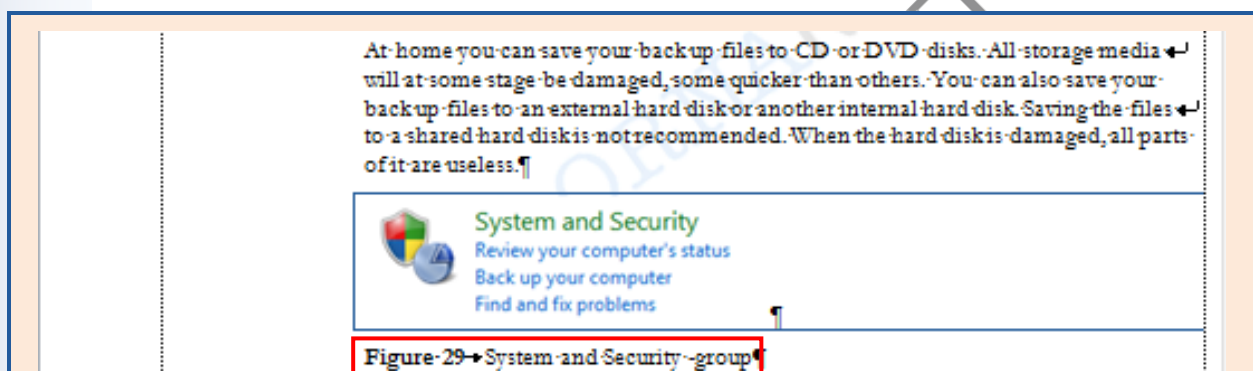 At home you can save your backup files to CD or DVD disks. All storage media
will at some stage be damaged, some quicker than others. You can also save your
backup files to an external hard disk or another internal hard disk. Saving the files
to a shared hard disk is not recommended. When the hard disk is damaged, all parts
of it are useless.¶
System and Security
Review your computer's status
Back up your computer
Find and fix problems
¶
Figure 29→System and Security -group¶